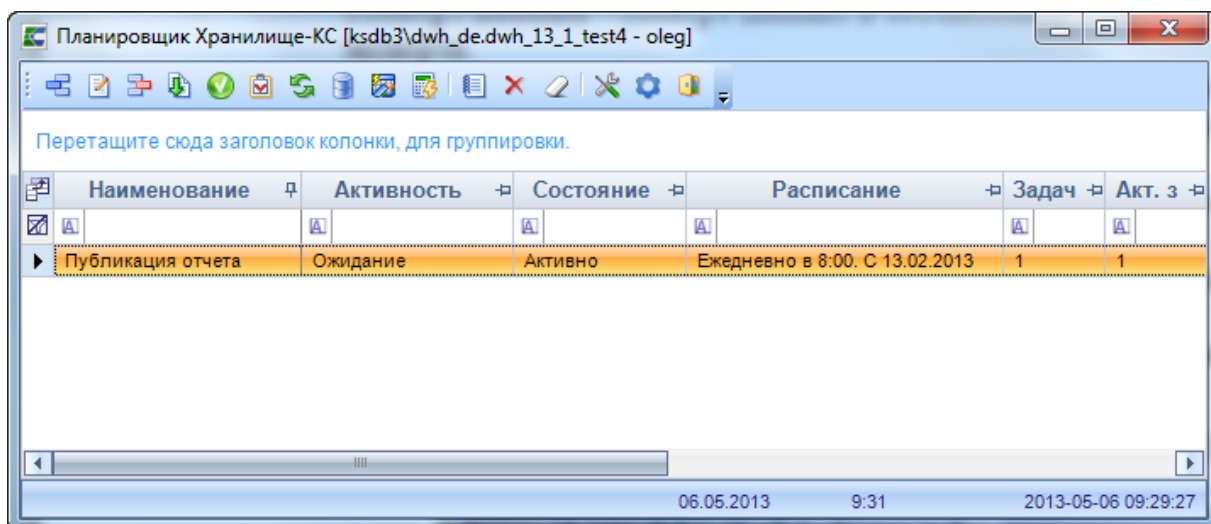 Планировщик Хранилище-КС [ksdb3\dwh_de.dwh_13_1_test4 - oleg]
Перетащите сюда заголовок колонки, для группировки.
Наименование Активность Состояние Расписание Задач Акт. з
Публикация отчета Ожидание Активно Ежедневно в 8:00. С 13.02.2013 1 1
06.05.2013 9:31 2013-05-06 09:29:27